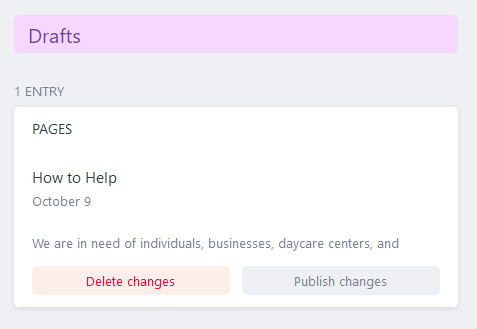 Drafts
1 ENTRY
PAGES
How to Help
October 9
We are in need of individuals, businesses, daycare centers, and
Delete changes
Publish changes